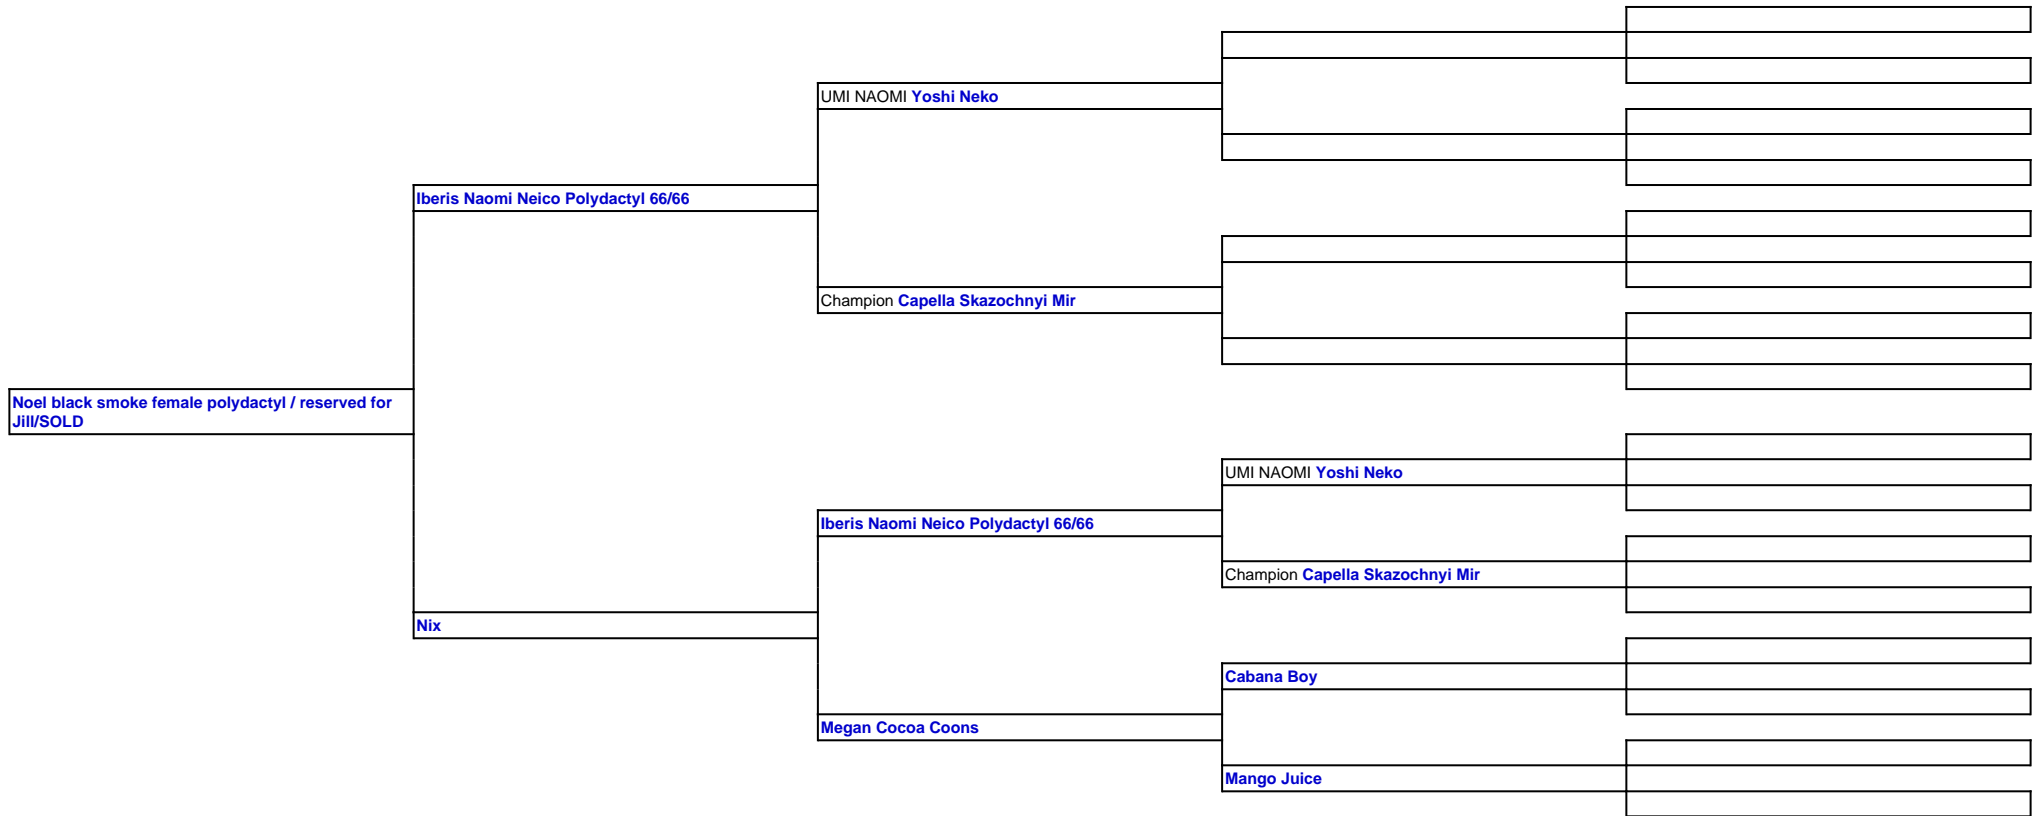 UMI NAOMI Yoshi Neko
Iberis Naomi Neico Polydactyl 66/66
Champion Capella Skazochnyi Mir
Noel black smoke female polydactyl / reserved for
Jill/SOLD
UMI NAOMI Yoshi Neko
Iberis Naomi Neico Polydactyl 66/66
Champion Capella Skazochnyi Mir
Nix
Cabana Boy
Megan Cocoa Coons
Mango Juice